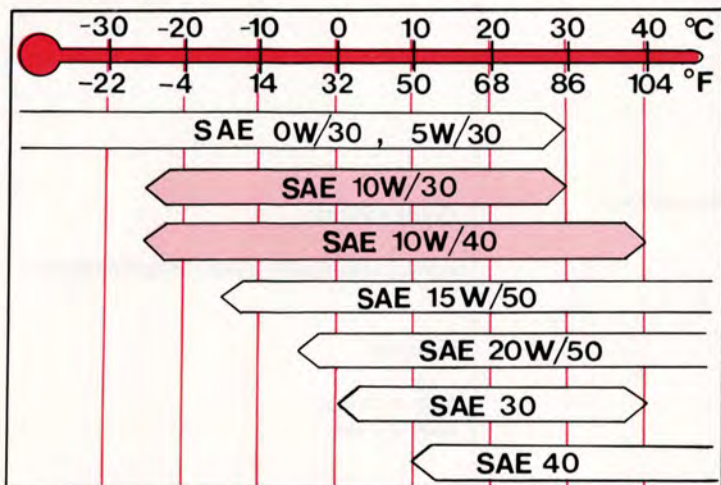 -30 -20 -10 0 10 20 30 40 °C
-22 -4 14 32 50 68 86 104 °F
SAE 0W/30 , 5W/30
SAE 10W/30
SAE 10W/40
SAE 15W/50
SAE 20W/50
SAE 30
SAE 40